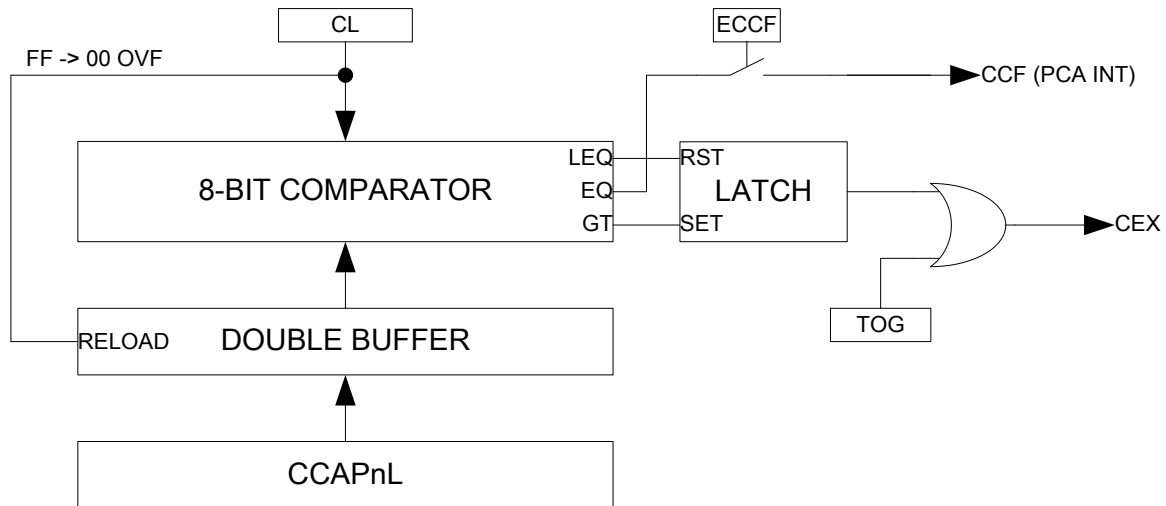 CL
ECCF
FF -> 00 OVF
CCF (PCA INT)
8-BIT COMPARATOR
LEQ
EQ
GT
RST
LATCH
SET
CEX
TOG
RELOAD
DOUBLE BUFFER
CCAPnL